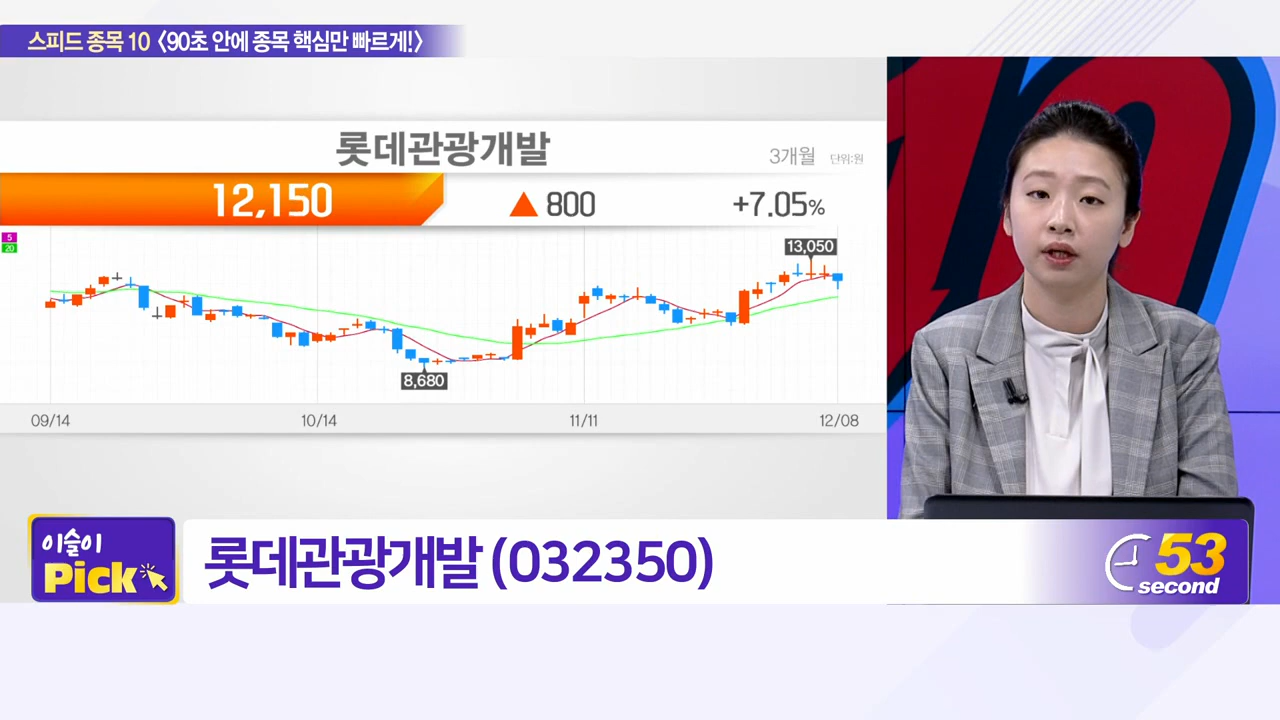 스피드 종목 10 〈90초 안에 종목 핵심만 빠르게!〉
롯데관광개발
3개월 단위:원
12,150 ▲ 800 +7.05%
5
20
13,050
8,680
09/14 10/14 11/11 12/08
이슬이
Pick
롯데관광개발 (032350)
53
second